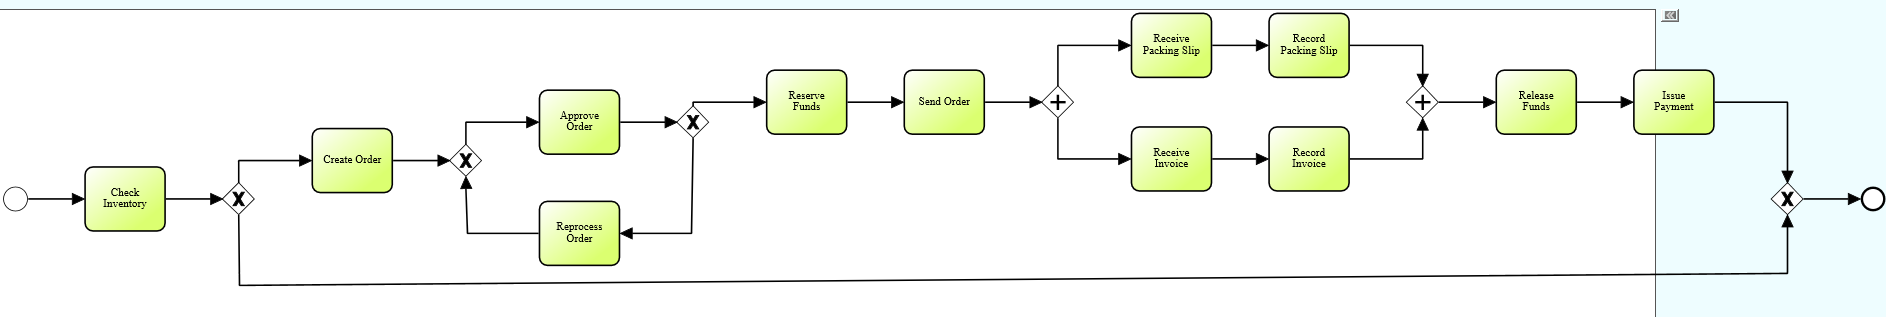 Check
Inventory
X
Create Order
X
Approve
Order
Reprocess
Order
X
Reserve
Funds
Send Order
+
Receive
Packing Slip
Record
Packing Slip
Receive
Invoice
Record
Invoice
+
Release
Funds
Issue
Payment
X